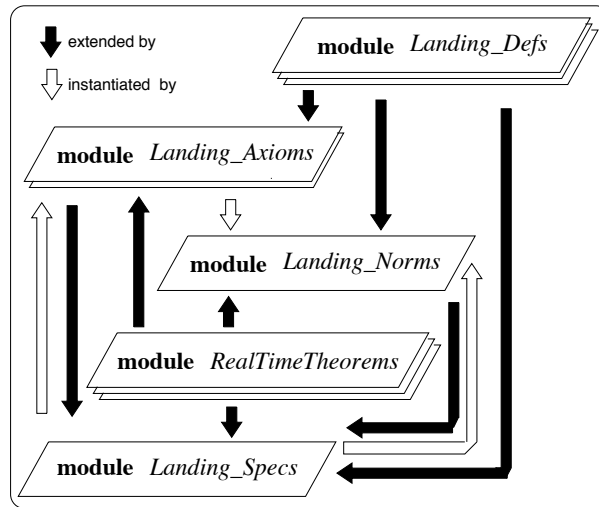 extended by
module Landing_Defs
instantiated by
module Landing_Axioms
module Landing_Norms
module RealTimeTheorems
module Landing_Specs